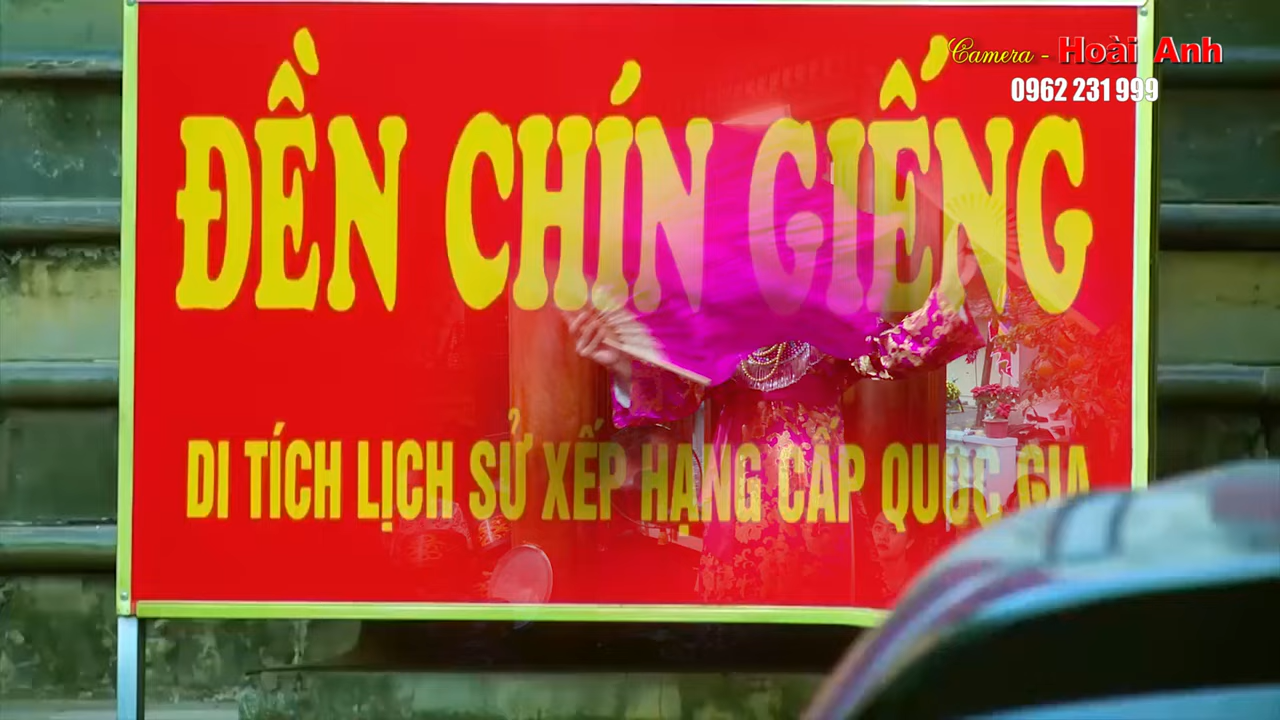 Camera - Hoài Anh
0962 231 999
ĐỀN CHÍN GIẾNG
DI TÍCH LỊCH SỬ XẾP HẠNG CẤP QUỐC GIA